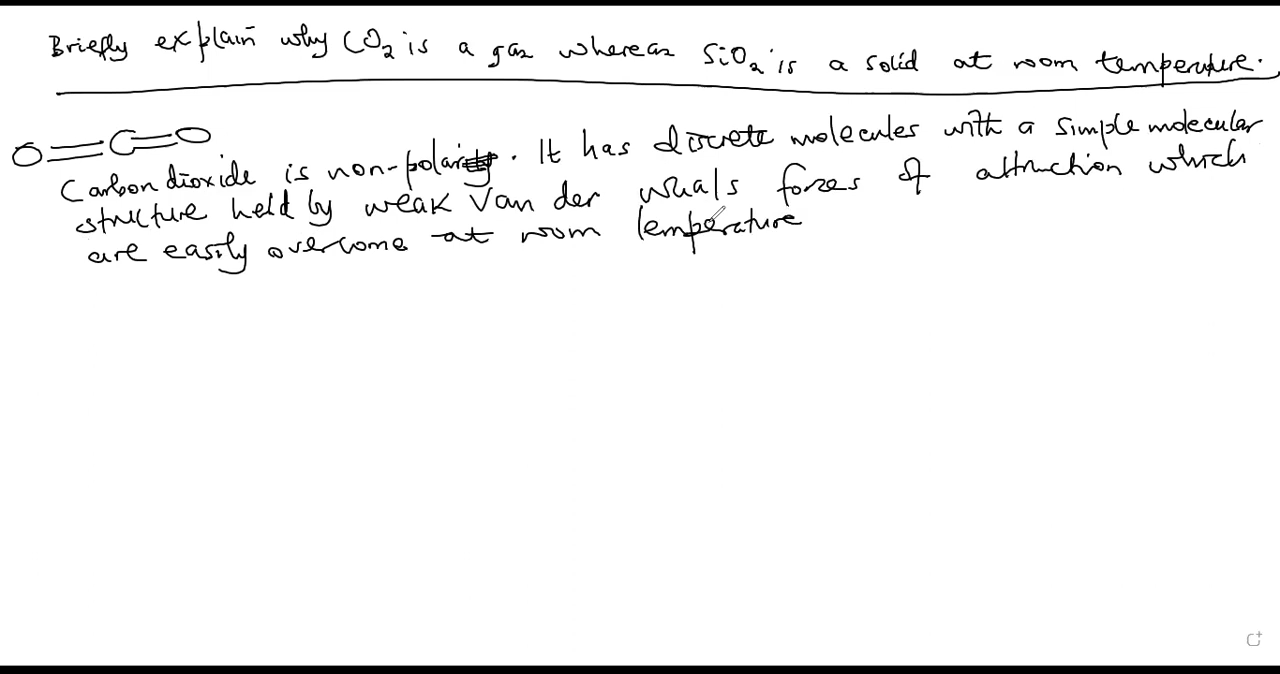 Briefly explain why CO₂ is a gas whereas SiO₂ is a solid at room temperature.
O=C=O
Carbon dioxide is non-polar. It has discrete molecules with a simple molecular
structure held by weak Van der waals forces of attraction which
are easily overcome at room temperature